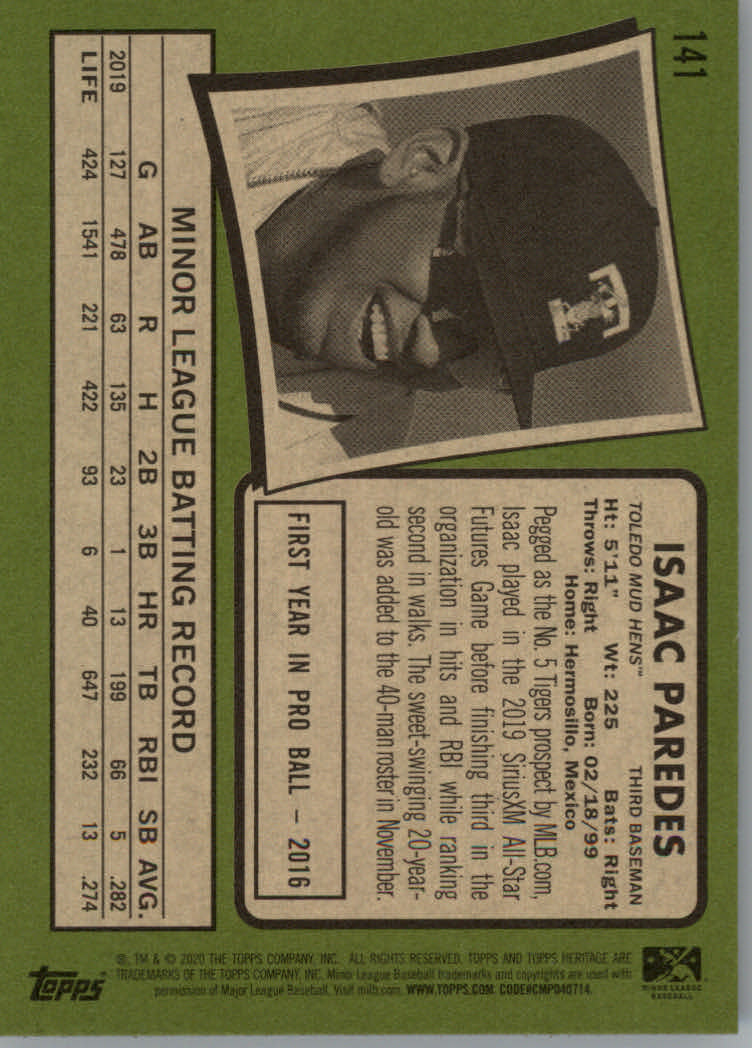 141
ISAAC PAREDES
TOLEDO MUD HENS™ THIRD BASEMAN
Ht: 5'11" Wt: 225 Bats: Right
Throws: Right Born: 02/18/99
Home: Hermosillo, Mexico
Pegged as the No. 5 Tigers prospect by MLB.com,
Isaac played in the 2019 SiriusXM All-Star
Futures Game before finishing third in the
organization in hits and RBI while ranking
second in walks. The sweet-swinging 20-year-
old was added to the 40-man roster in November.
FIRST YEAR IN PRO BALL – 2016
MINOR LEAGUE BATTING RECORD
G AB R H 2B 3B HR TB RBI SB AVG.
2019 127 478 63 135 23 1 13 199 66 5 .282
LIFE 424 1541 221 422 93 6 40 647 232 13 .274
MINOR LEAGUE
BASEBALL
®, TM & © 2020 THE TOPPS COMPANY, INC. ALL RIGHTS RESERVED. TOPPS AND TOPPS HERITAGE ARE
TRADEMARKS OF THE TOPPS COMPANY, INC. Minor League Baseball trademarks and copyrights are used with
permission of Major League Baseball. Visit milb.com. WWW.TOPPS.COM. CODE#CMP040714.
topps®